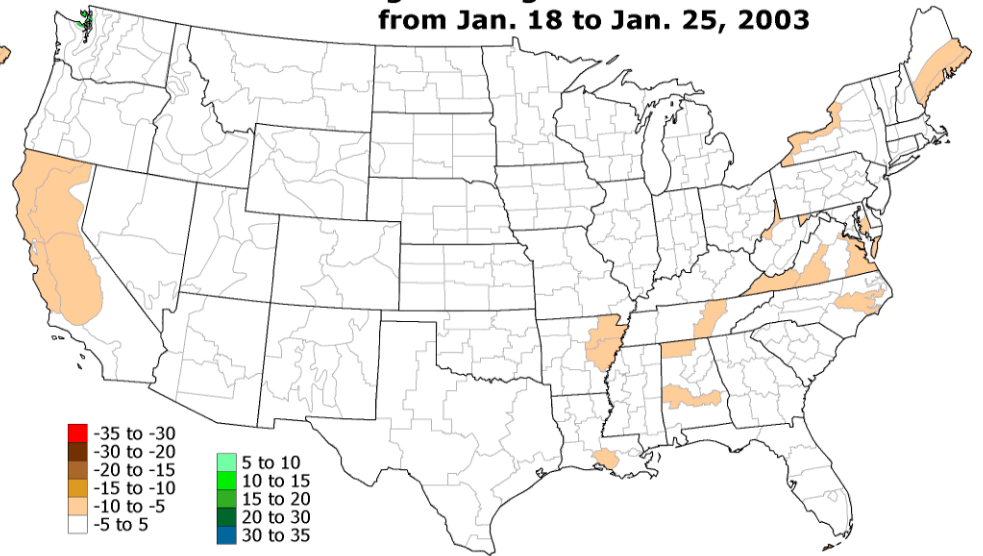 from Jan. 18 to Jan. 25, 2003
-35 to -30
-30 to -20
-20 to -15
-15 to -10
-10 to -5
-5 to 5
5 to 10
10 to 15
15 to 20
20 to 30
30 to 35